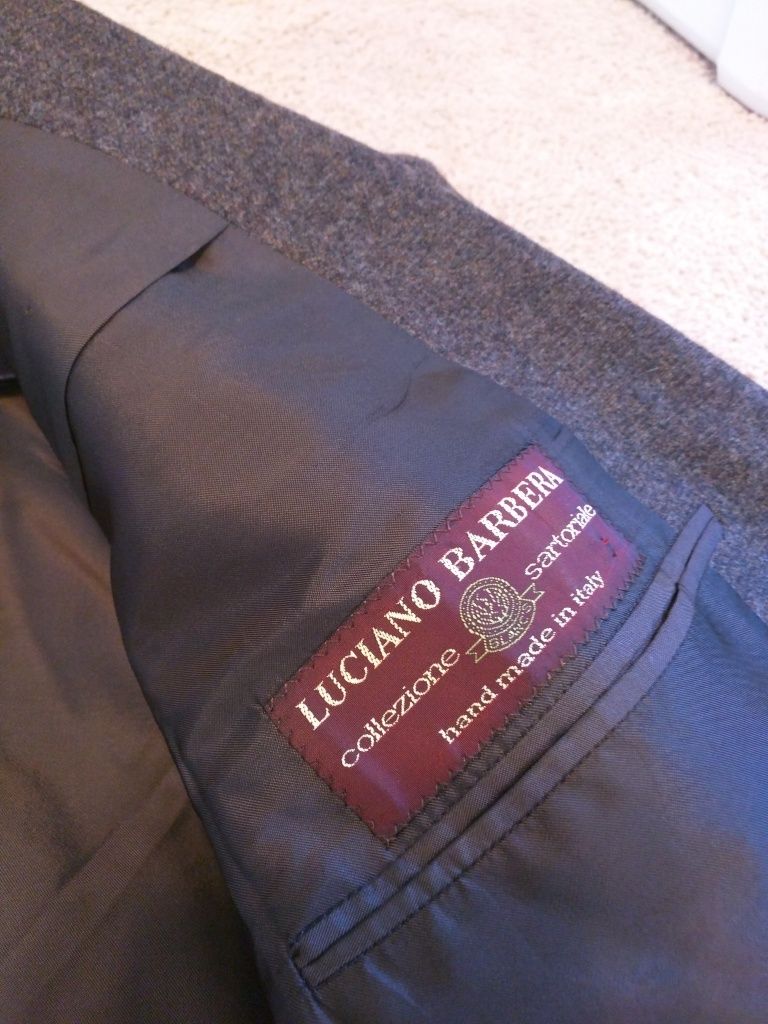 LUCIANO BARBERA
collezione sartoriale
hand made in italy